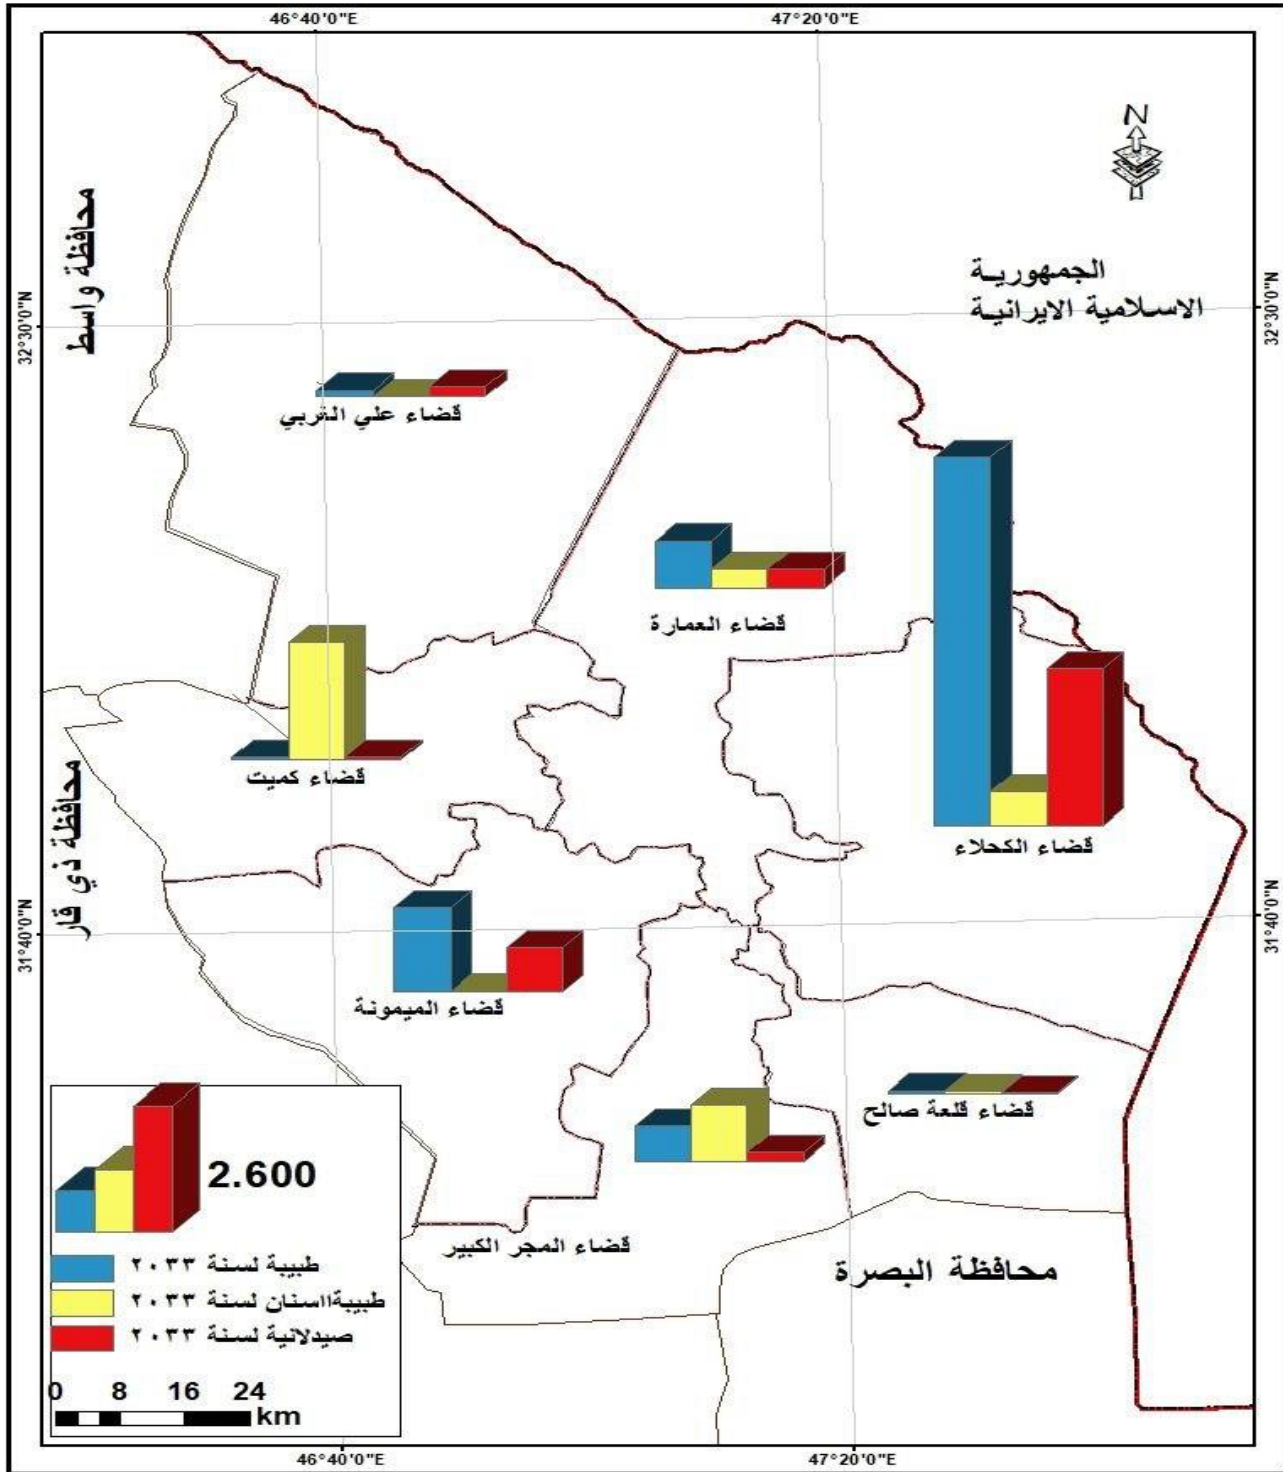 46°40'0"E
47°20'0"E
N
محافظة واسط
الجمهورية
الاسلامية الايرانية
32°30'0"N
32°30'0"N
قضاء علي الغربي
قضاء العمارة
قضاء كميت
محافظة ذي قار
قضاء الكحلاء
31°40'0"N
31°40'0"N
قضاء الميمونة
قضاء قلعة صالح
قضاء المجر الكبير
محافظة البصرة
2.600
طبيبة لسنة ٢٠٣٣
طبيبةااسنان لسنة ٢٠٣٣
صيدلانية لسنة ٢٠٣٣
0 8 16 24
km
46°40'0"E
47°20'0"E